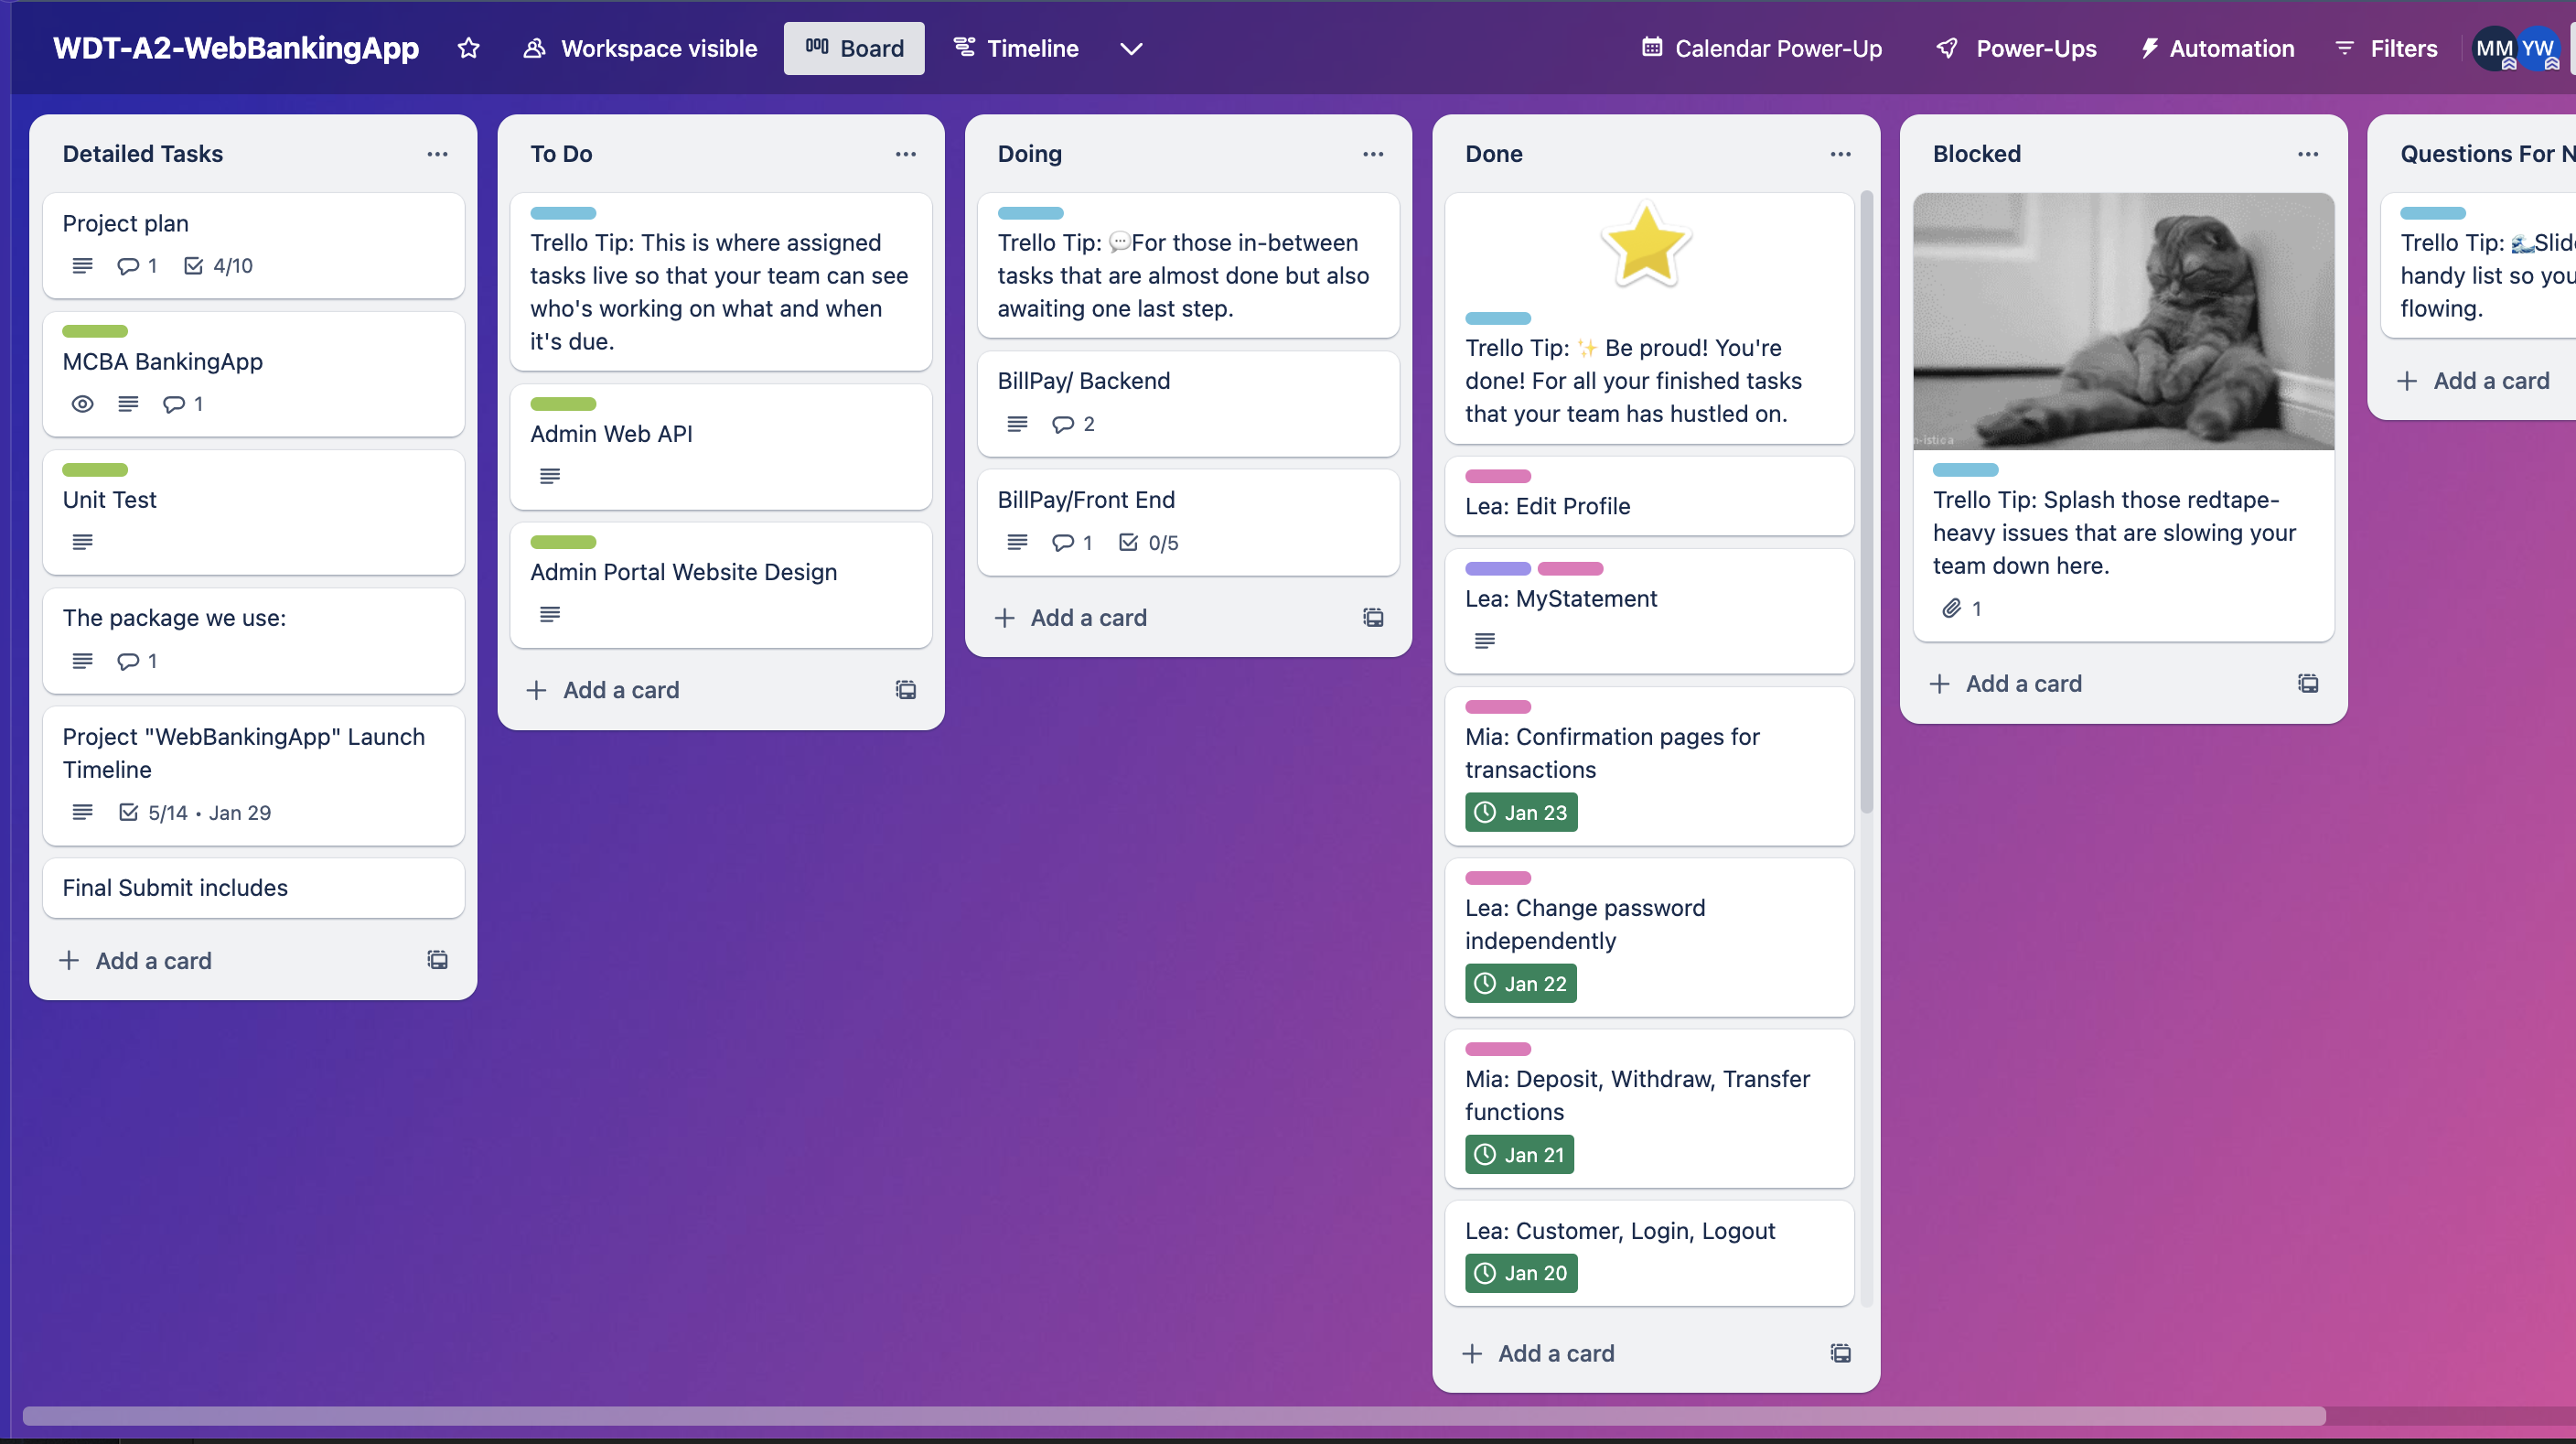 WDT-A2-WebBankingApp
Workspace visible
Board
Timeline
Calendar Power-Up
Power-Ups
Automation
Filters
MM
YW
Detailed Tasks
Project plan
1
4/10
MCBA BankingApp
1
Unit Test
The package we use:
1
Project "WebBankingApp" Launch
Timeline
5/14 • Jan 29
Final Submit includes
Add a card
To Do
Trello Tip: This is where assigned
tasks live so that your team can see
who's working on what and when
it's due.
Admin Web API
Admin Portal Website Design
Add a card
Doing
Trello Tip: 💬For those in-between
tasks that are almost done but also
awaiting one last step.
BillPay/ Backend
2
BillPay/Front End
1
0/5
Add a card
Done
Trello Tip: ✨ Be proud! You're
done! For all your finished tasks
that your team has hustled on.
Lea: Edit Profile
Lea: MyStatement
Mia: Confirmation pages for
transactions
Jan 23
Lea: Change password
independently
Jan 22
Mia: Deposit, Withdraw, Transfer
functions
Jan 21
Lea: Customer, Login, Logout
Jan 20
Add a card
Blocked
Trello Tip: Splash those redtape-
heavy issues that are slowing your
team down here.
1
Add a card
Questions For N
Trello Tip: 🌊Slid
handy list so you
flowing.
Add a card